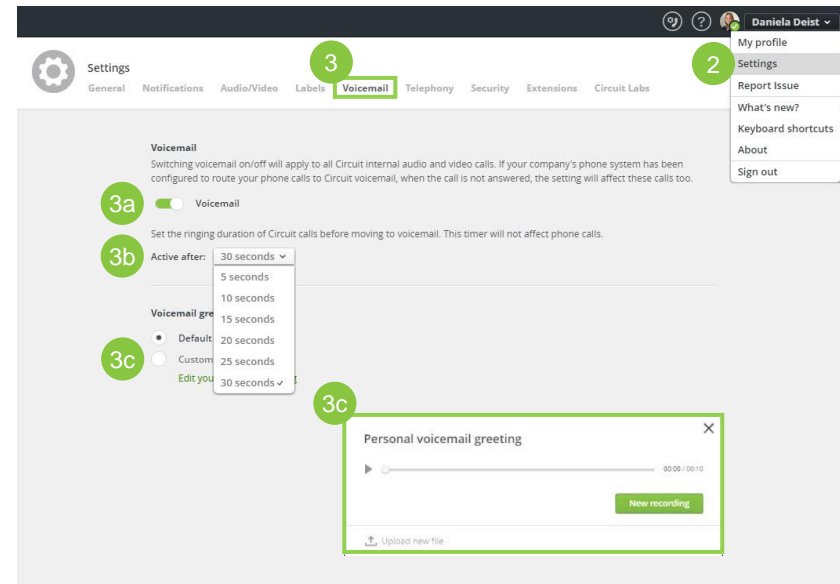 Daniela Deist
My profile
2
Settings
Report Issue
What's new?
Keyboard shortcuts
About
Sign out
Settings
3
General Notifications Audio/Video Labels Voicemail Telephony Security Extensions Circuit Labs
Voicemail
Switching voicemail on/off will apply to all Circuit internal audio and video calls. If your company's phone system has been
configured to route your phone calls to Circuit voicemail, when the call is not answered, the setting will affect these calls too.
3a
Voicemail
Set the ringing duration of Circuit calls before moving to voicemail. This timer will not affect phone calls.
3b
Active after: 30 seconds
5 seconds
10 seconds
15 seconds
20 seconds
25 seconds
30 seconds
Voicemail gre
Default
3c
Custom
Edit you
3c
Personal voicemail greeting
00:00 / 00:10
New recording
Upload new file